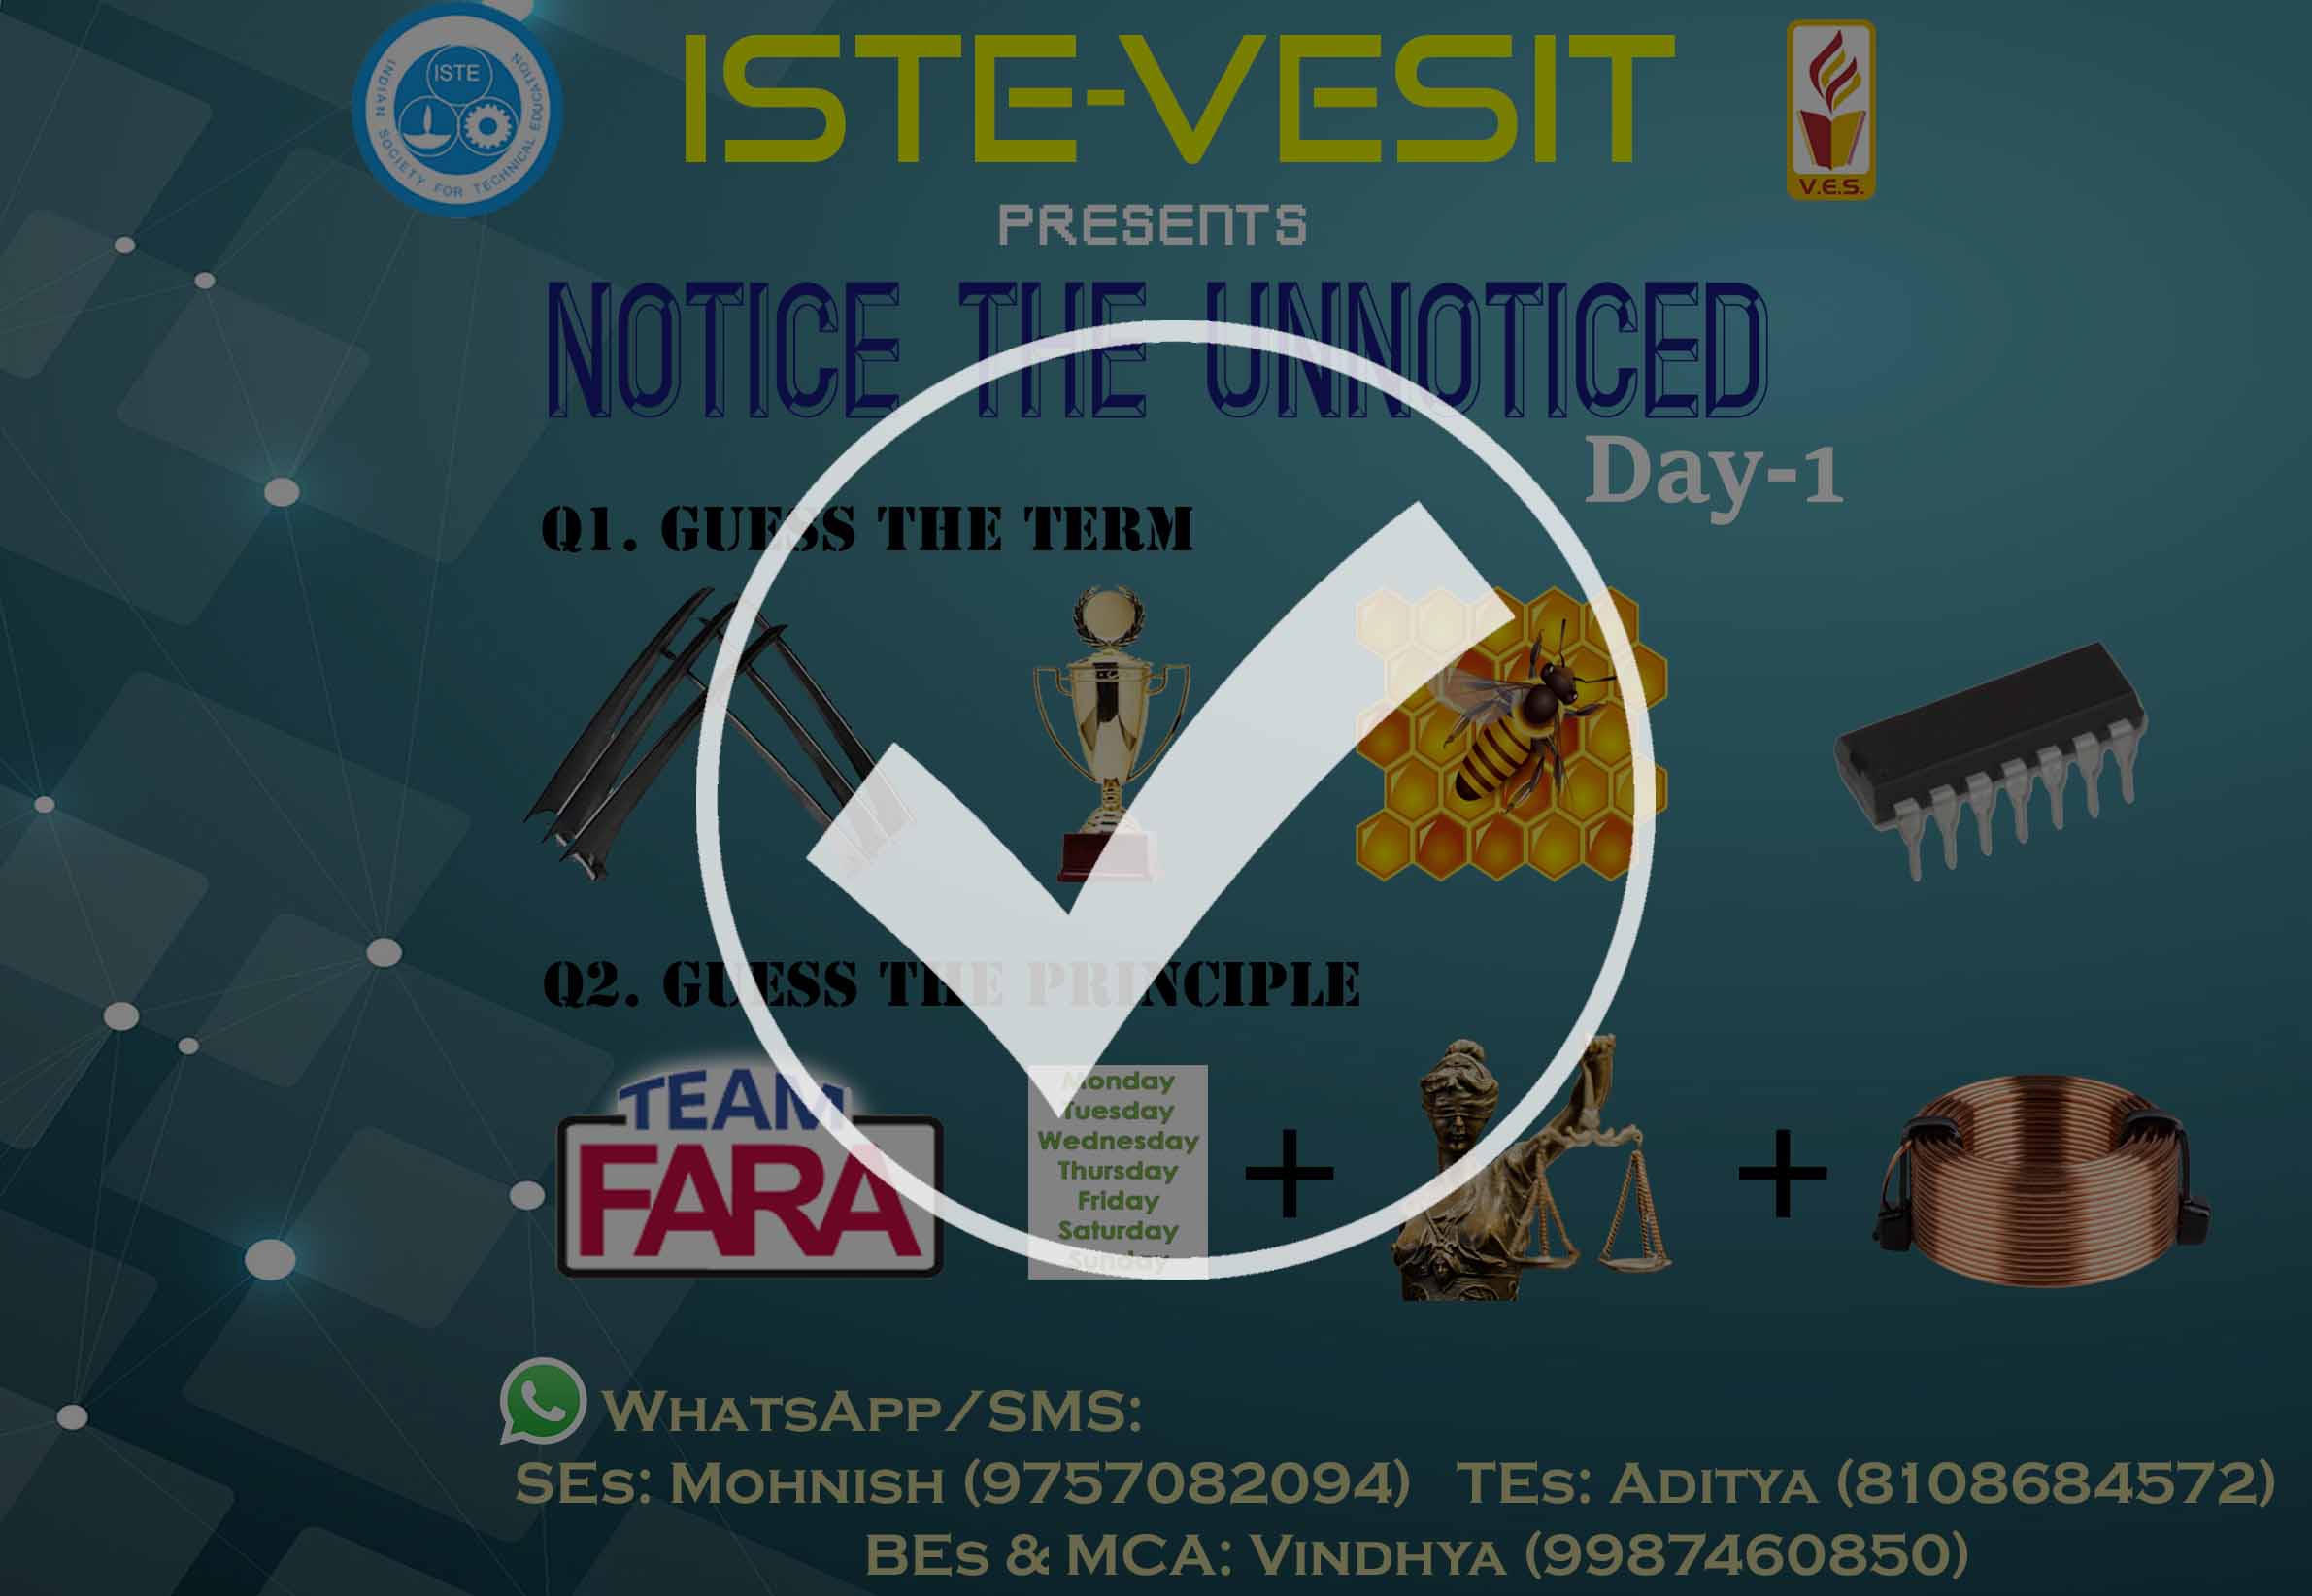 ISTE
INDIAN SOCIETY FOR TECHNICAL EDUCATION
ISTE-VESIT
V.E.S.
PRESENTS
NOTICE THE UNNOTICED
Day-1
Q1. GUESS THE TERM
Q2. GUESS THE PRINCIPLE
TEAM
FARA
Monday
Tuesday
Wednesday
Thursday
Friday
Saturday
Sunday
+
+
WHATSAPP/SMS:
SES: MOHNISH (9757082094) TES: ADITYA (8108684572)
BES & MCA: VINDHYA (9987460850)